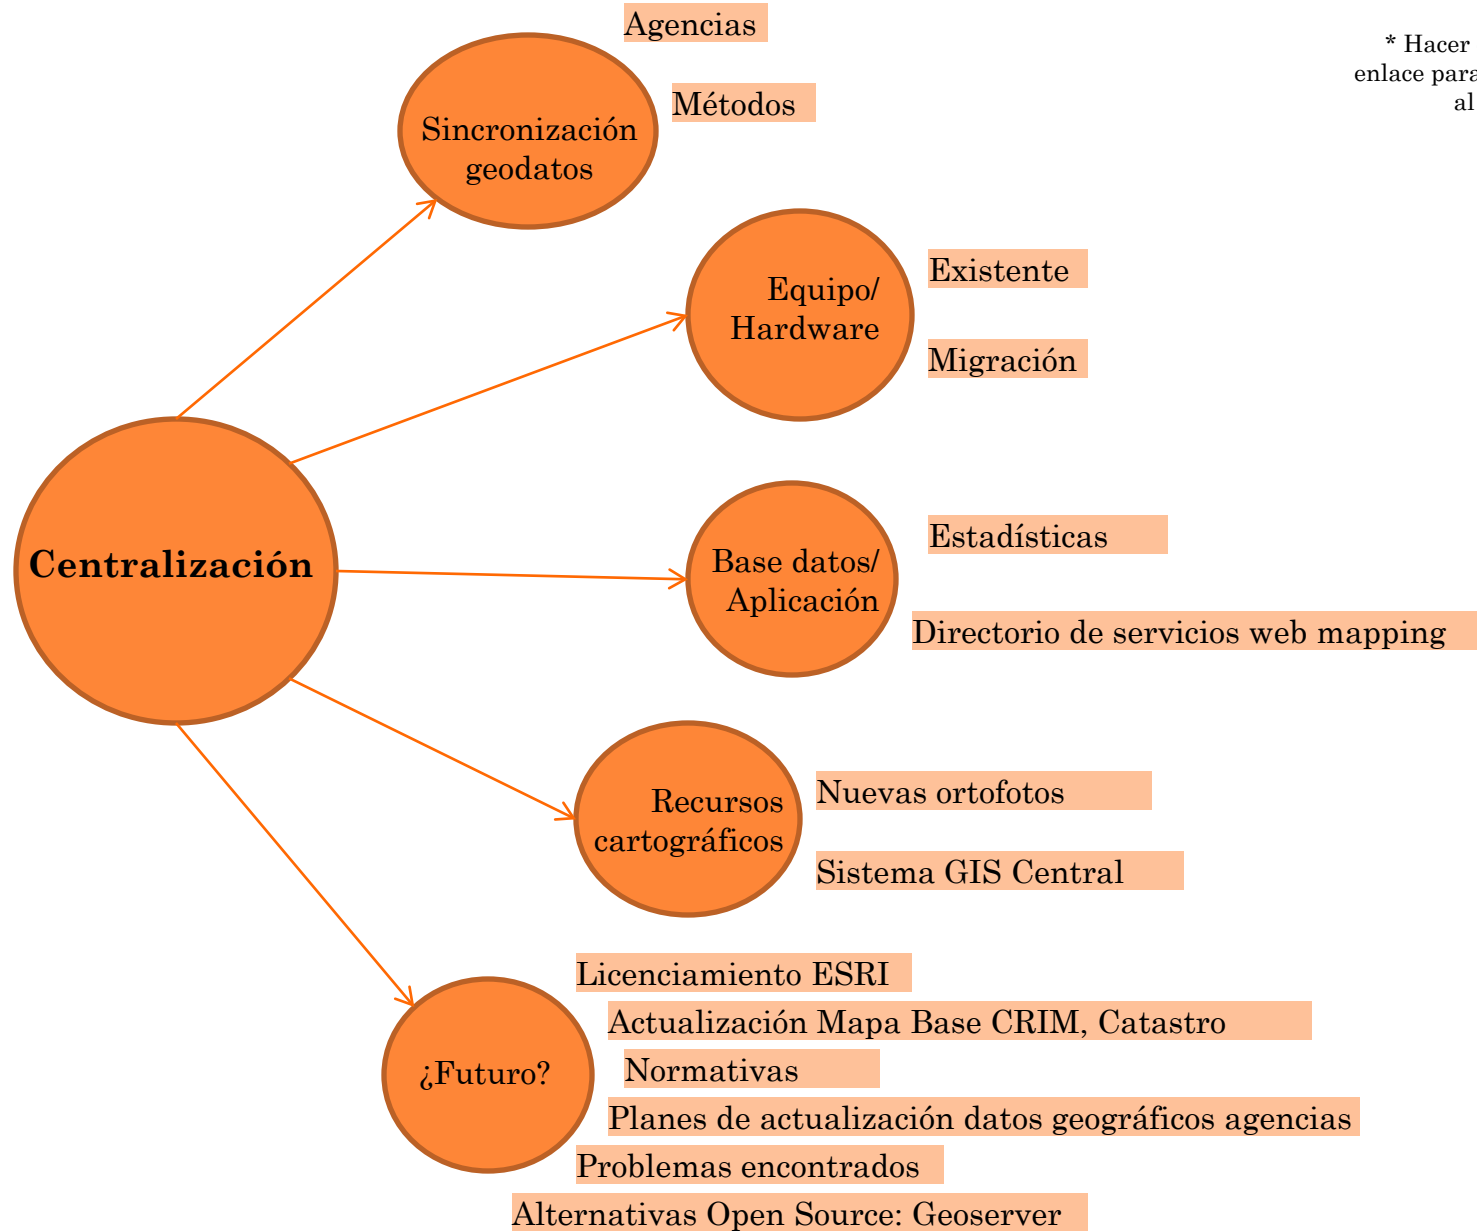 Agencias
* Hacer
enlace para
al
Métodos
Sincronización
geodatos
Existente
Equipo/
Hardware
Migración
Centralización
Estadísticas
Base datos/
Aplicación
Directorio de servicios web mapping
Nuevas ortofotos
Recursos
cartográficos
Sistema GIS Central
Licenciamiento ESRI
Actualización Mapa Base CRIM, Catastro
¿Futuro?
Normativas
Planes de actualización datos geográficos agencias
Problemas encontrados
Alternativas Open Source: Geoserver